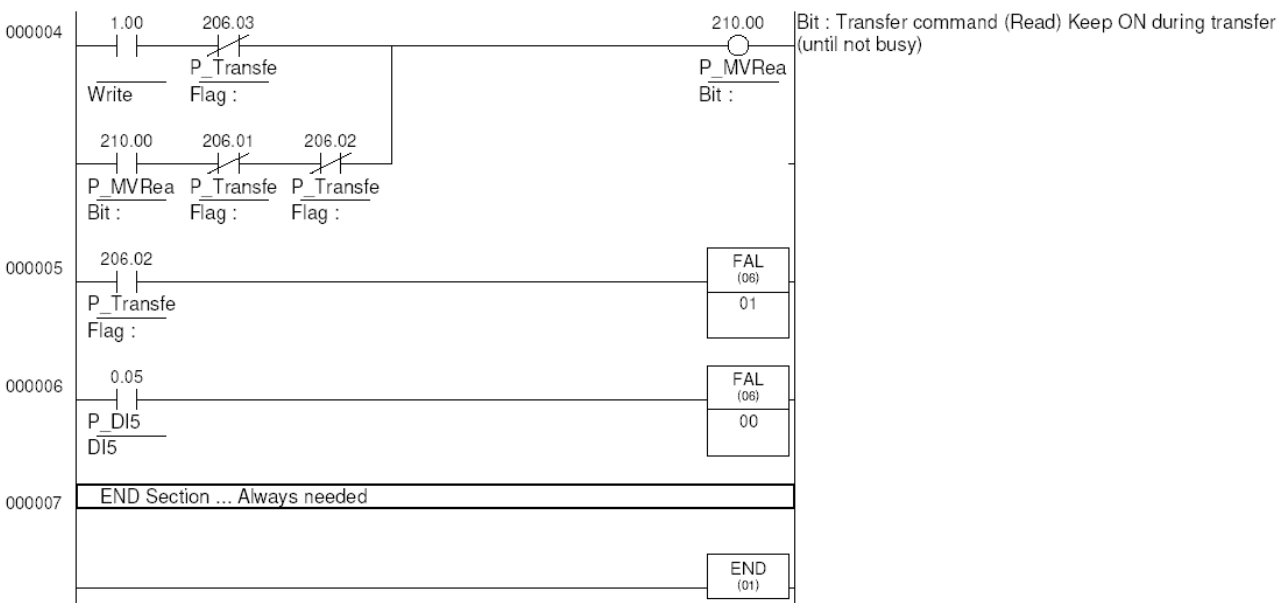 000004 1.00 206.03 210.00 Bit : Transfer command (Read) Keep ON during transfer
(until not busy)
P_Transfe P_MVRea
Write Flag : Bit :
210.00 206.01 206.02
P_MVRea P_Transfe P_Transfe
Bit : Flag : Flag :
000005 206.02 FAL
(06)
P_Transfe 01
Flag :
000006 0.05 FAL
(06)
P_DI5 00
DI5
000007 END Section ... Always needed
END
(01)